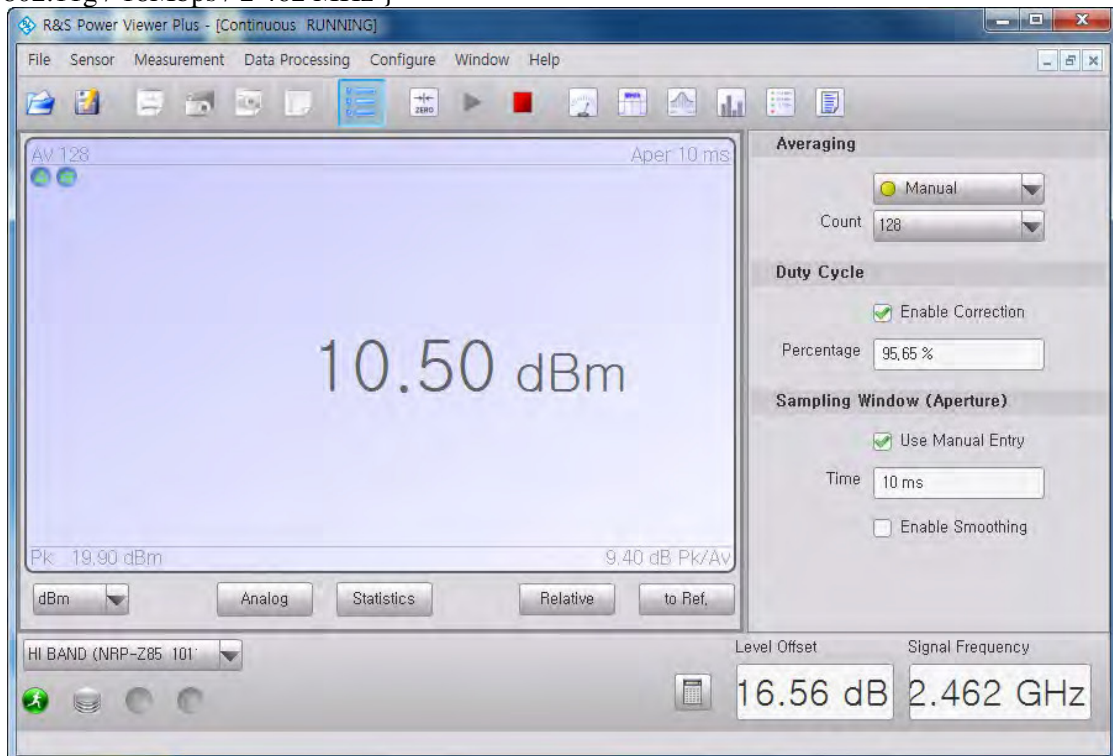 R&S Power Viewer Plus - [Continuous RUNNING]
File Sensor Measurement Data Processing Configure Window Help
ZERO
AV 128 Aper 10 ms
10.50 dBm
Pk 19.90 dBm 9.40 dB Pk/Av
dBm Analog Statistics Relative to Ref.
Averaging
Manual
Count 128
Duty Cycle
Enable Correction
Percentage 95.65 %
Sampling Window (Aperture)
Use Manual Entry
Time 10 ms
Enable Smoothing
HI BAND (NRP-Z85 101
Level Offset Signal Frequency
16.56 dB 2.462 GHz